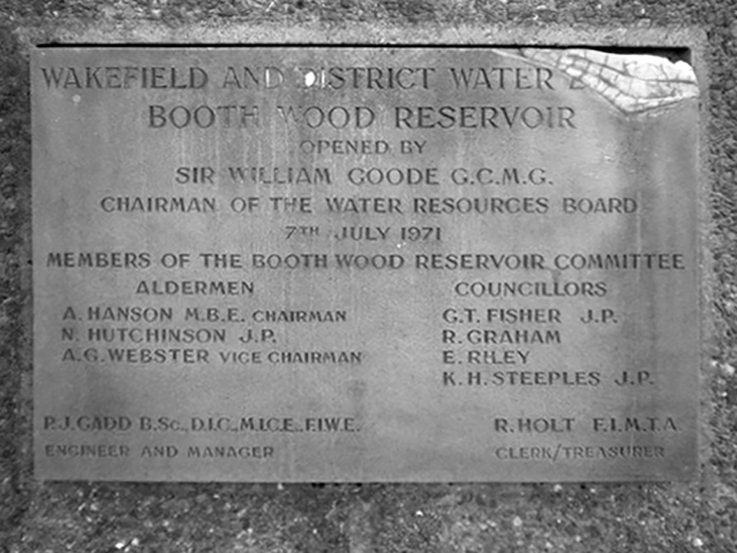 WAKEFIELD AND DISTRICT WATER
BOOTH WOOD RESERVOIR
OPENED BY
SIR WILLIAM GOODE G.C.M.G.
CHAIRMAN OF THE WATER RESOURCES BOARD
7TH JULY 1971
MEMBERS OF THE BOOTH WOOD RESERVOIR COMMITTEE
ALDERMEN COUNCILLORS
A. HANSON M.B.E. CHAIRMAN G.T. FISHER J.P.
N. HUTCHINSON J.P. R. GRAHAM
A.G. WEBSTER VICE CHAIRMAN E. RILEY
K.H. STEEPLES J.P.
P.J. GADD B.Sc., D.I.C., M.I.C.E., F.I.W.E. R. HOLT F.I.M.T.A
ENGINEER AND MANAGER CLERK/TREASURER